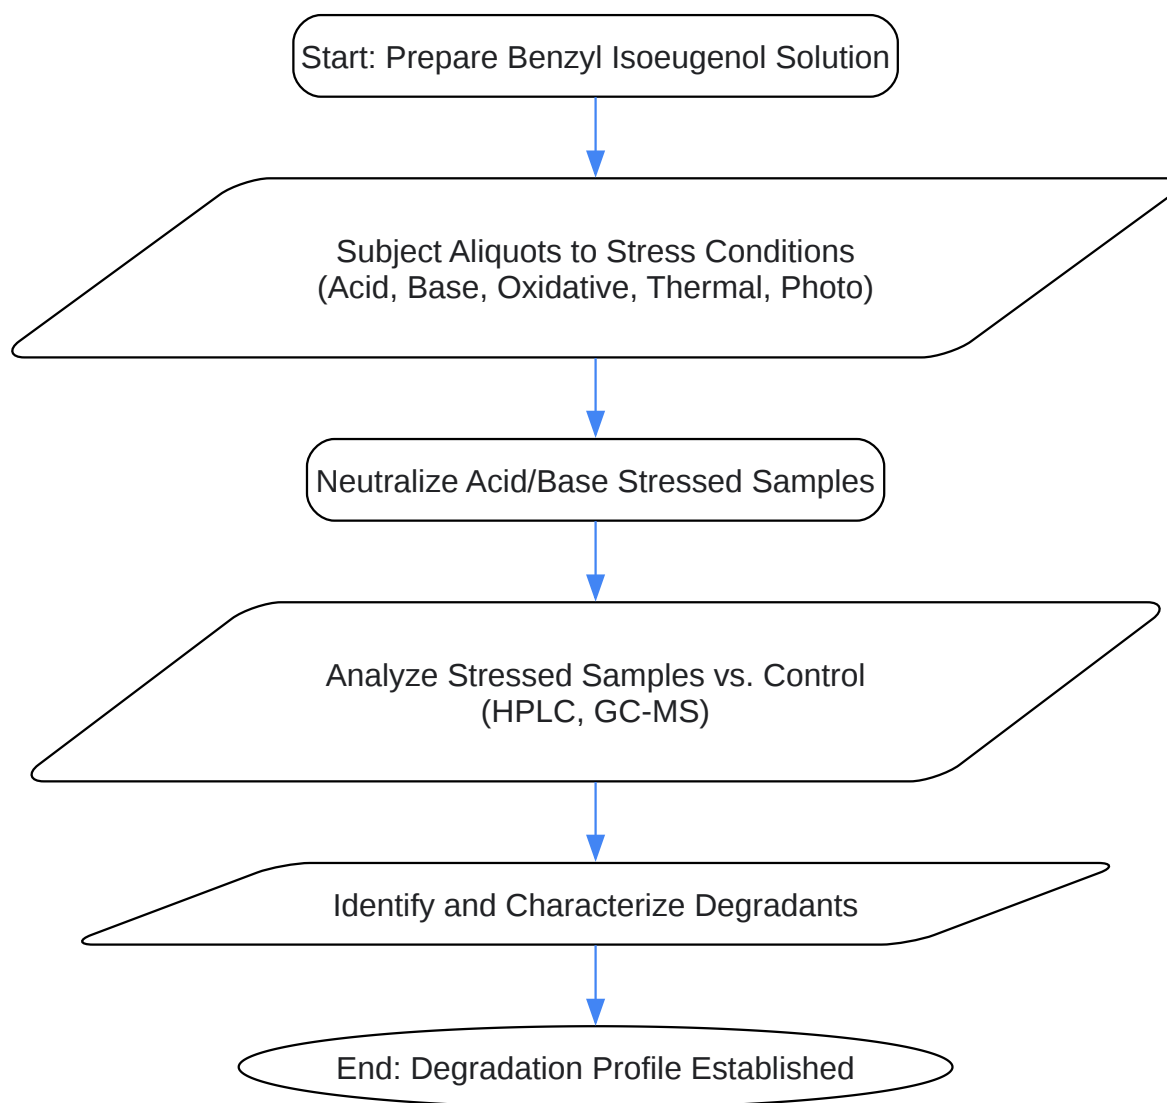 Start: Prepare Benzyl Isoeugenol Solution
Subject Aliquots to Stress Conditions
(Acid, Base, Oxidative, Thermal, Photo)
Neutralize Acid/Base Stressed Samples
Analyze Stressed Samples vs. Control
(HPLC, GC-MS)
Identify and Characterize Degradants
End: Degradation Profile Established